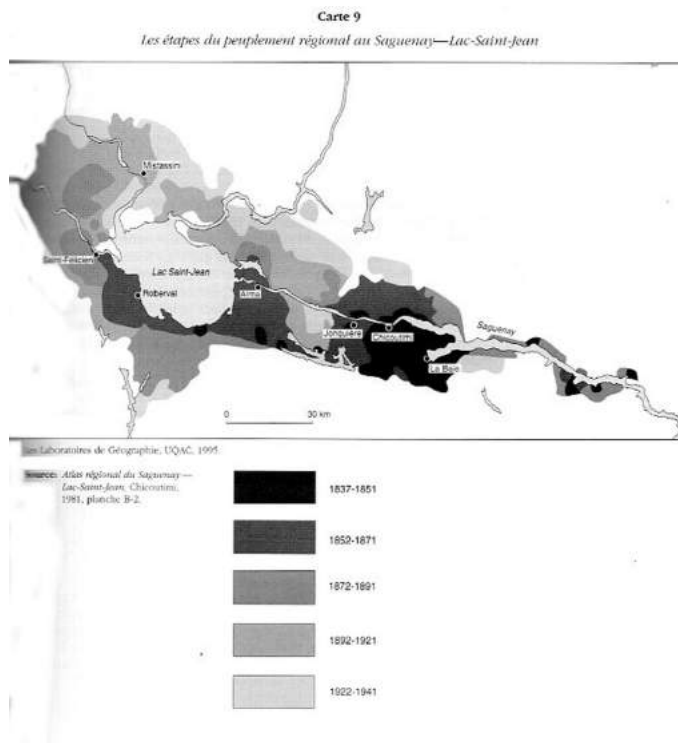 Carte 9
Les étapes du peuplement régional au Saguenay—Lac-Saint-Jean
Mistassini
Saint-Félicien
Lac Saint-Jean
Roberval
Alma
Jonquière
Chicoutimi
Saguenay
La Baie
0 30 km
Les Laboratoires de Géographie, UQAC, 1995.
Source: Atlas régional du Saguenay—
Lac-Saint-Jean, Chicoutimi,
1981, planche B-2.
1837-1851
1852-1871
1872-1891
1892-1921
1922-1941